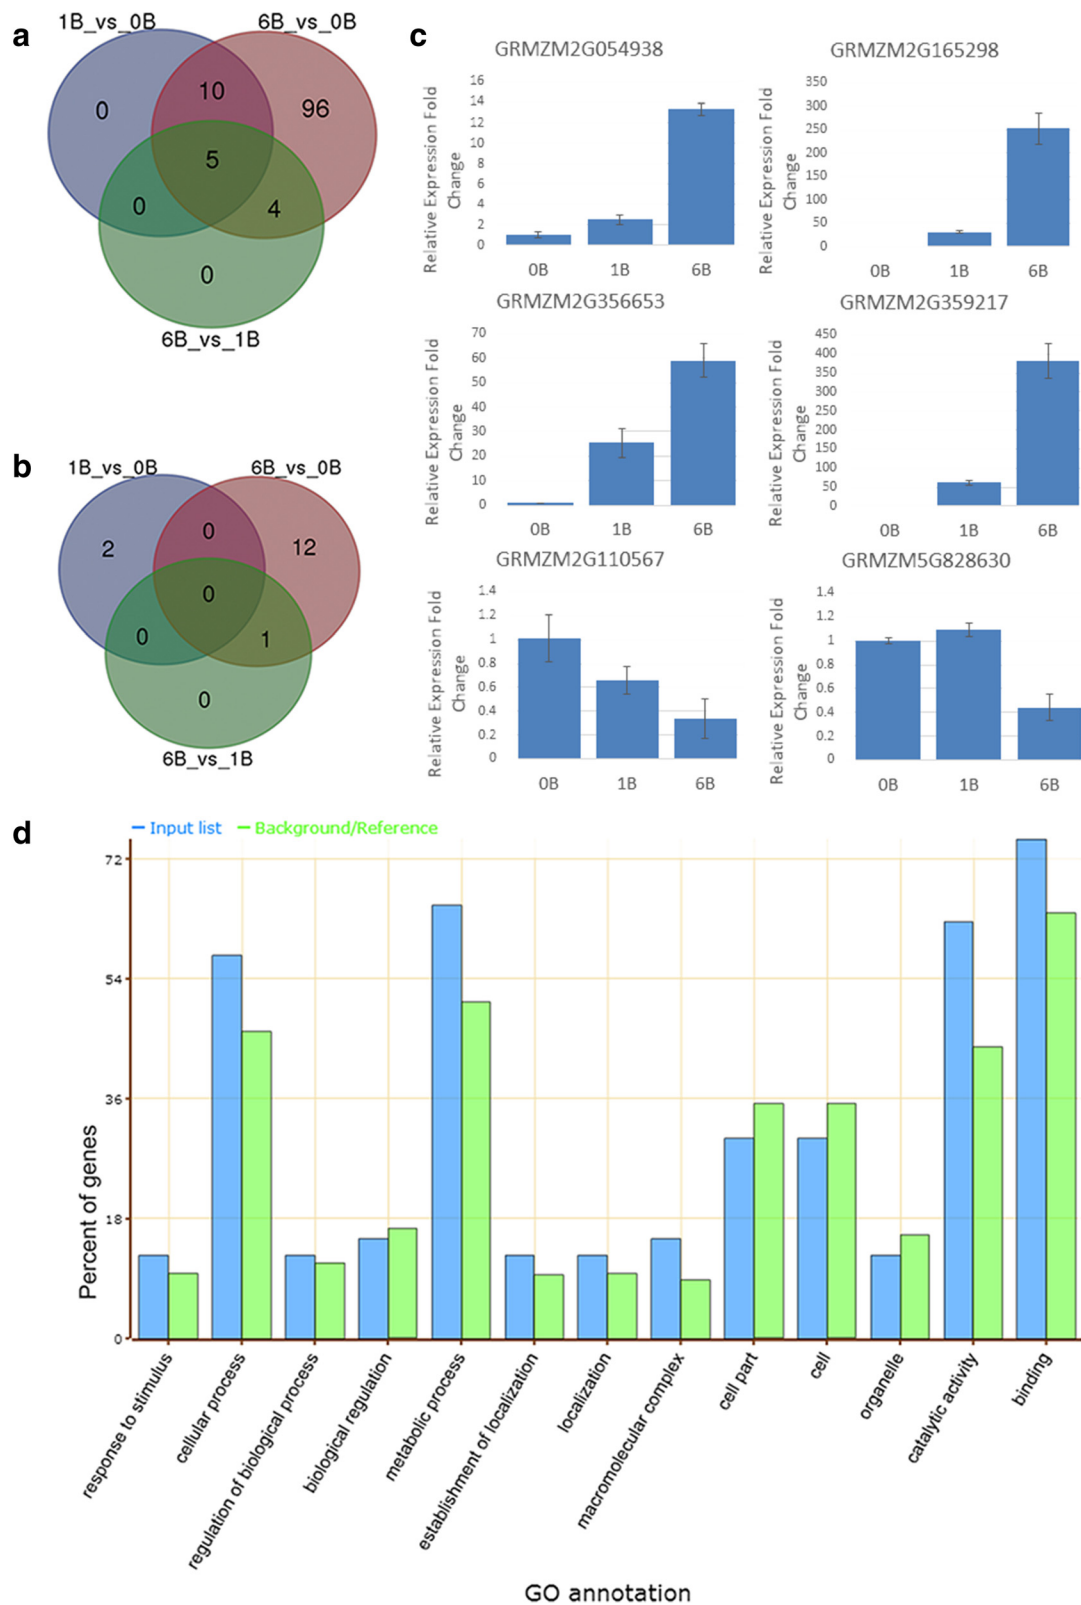 a
1B_vs_0B
6B_vs_0B
0
10
96
5
0
4
0
6B_vs_1B
b
1B_vs_0B
6B_vs_0B
2
0
12
0
0
1
0
6B_vs_1B
c
GRMZM2G054938
Relative Expression Fold
Change
16
14
12
10
8
6
4
2
0
0B 1B 6B
GRMZM2G165298
Relative Expression Fold
Change
350
300
250
200
150
100
50
0
0B 1B 6B
GRMZM2G356653
Relative Expression Fold
Change
70
60
50
40
30
20
10
0
0B 1B 6B
GRMZM2G359217
Relative Expression Fold
Change
450
400
350
300
250
200
150
100
50
0
0B 1B 6B
GRMZM2G110567
Relative Expression Fold
Change
1.4
1.2
1
0.8
0.6
0.4
0.2
0
0B 1B 6B
GRMZM5G828630
Relative Expression Fold
Change
1.4
1.2
1
0.8
0.6
0.4
0.2
0
0B 1B 6B
d
Input list
Background/Reference
Percent of genes
72
54
36
18
0
response to stimulus
cellular process
regulation of biological process
biological regulation
metabolic process
establishment of localization
localization
macromolecular complex
cell part
cell
organelle
catalytic activity
binding
GO annotation